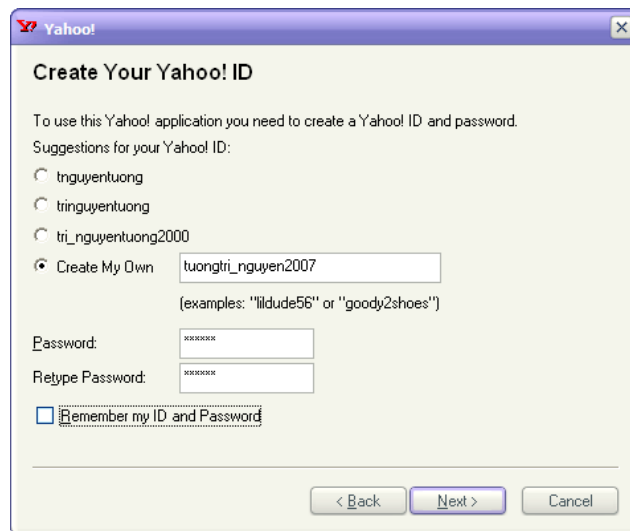 Y! Yahoo!
Create Your Yahoo! ID
To use this Yahoo! application you need to create a Yahoo! ID and password.
Suggestions for your Yahoo! ID:
tnguyentuong
tringuyentuong
tri_nguyentuong2000
Create My Own tuongtri_nguyen2007
(examples: "lildude56" or "goody2shoes")
Password: ******
Retype Password: ******
Remember my ID and Password
< Back Next > Cancel